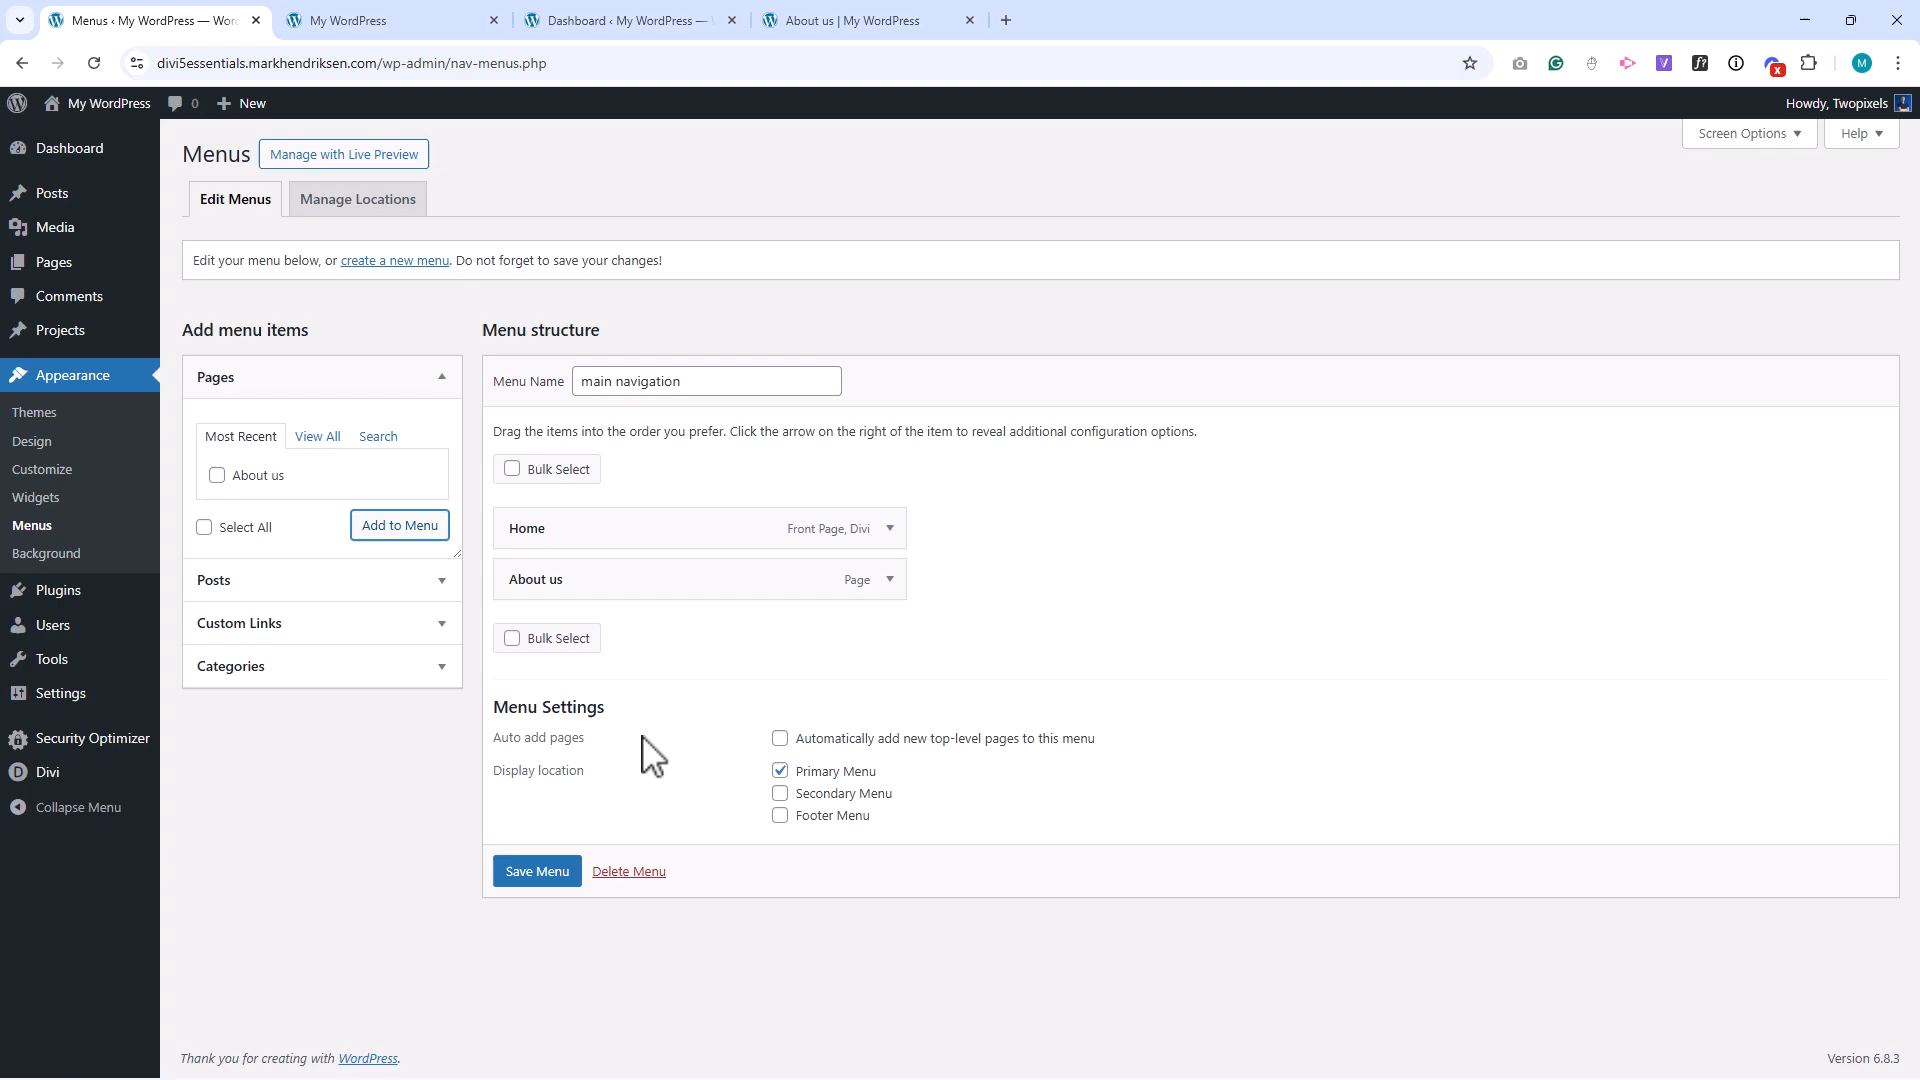 Menus ‹ My WordPress — Wor
My WordPress
Dashboard ‹ My WordPress —
About us | My WordPress
divi5essentials.markhendriksen.com/wp-admin/nav-menus.php
M
My WordPress
0
New
Howdy, Twopixels
Screen Options
Help
Dashboard
Posts
Media
Pages
Comments
Projects
Appearance
Themes
Design
Customize
Widgets
Menus
Background
Plugins
Users
Tools
Settings
Security Optimizer
Divi
Collapse Menu
Menus
Manage with Live Preview
Edit Menus
Manage Locations
Edit your menu below, or create a new menu. Do not forget to save your changes!
Add menu items
Pages
Most Recent
View All
Search
About us
Select All
Add to Menu
Posts
Custom Links
Categories
Menu structure
Menu Name
main navigation
Drag the items into the order you prefer. Click the arrow on the right of the item to reveal additional configuration options.
Bulk Select
Home
Front Page, Divi
About us
Page
Bulk Select
Menu Settings
Auto add pages
Automatically add new top-level pages to this menu
Display location
Primary Menu
Secondary Menu
Footer Menu
Save Menu
Delete Menu
Thank you for creating with WordPress.
Version 6.8.3